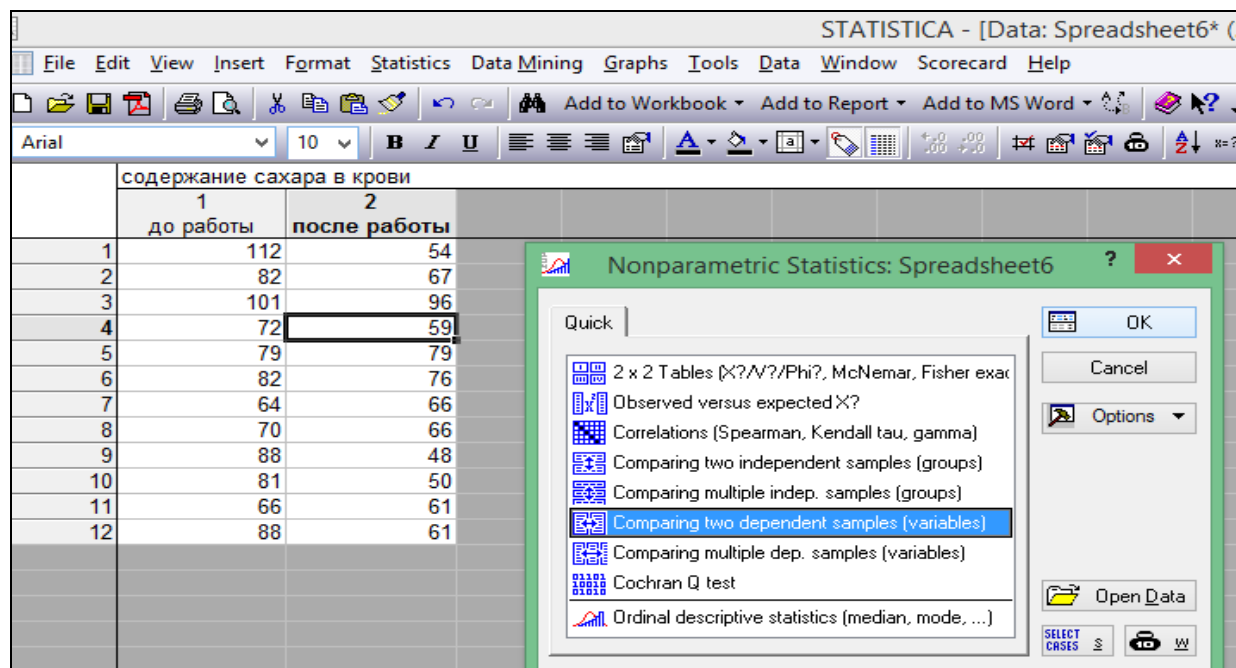 STATISTICA - [Data: Spreadsheet6* (
File Edit View Insert Format Statistics Data Mining Graphs Tools Data Window Scorecard Help
Add to Workbook Add to Report Add to MS Word
Arial 10 B I U
содержание сахара в крови
1 2
до работы после работы
1 112 54
2 82 67
3 101 96
4 72 59
5 79 79
6 82 76
7 64 66
8 70 66
9 88 48
10 81 50
11 66 61
12 88 61
Nonparametric Statistics: Spreadsheet6 ?
Quick
OK
Cancel
Options
2 x 2 Tables (X?/V?/Phi?, McNemar, Fisher exac
Observed versus expected X?
Correlations (Spearman, Kendall tau, gamma)
Comparing two independent samples (groups)
Comparing multiple indep. samples (groups)
Comparing two dependent samples (variables)
Comparing multiple dep. samples (variables)
Cochran Q test
Ordinal descriptive statistics (median, mode, ...)
Open Data
SELECT CASES S W